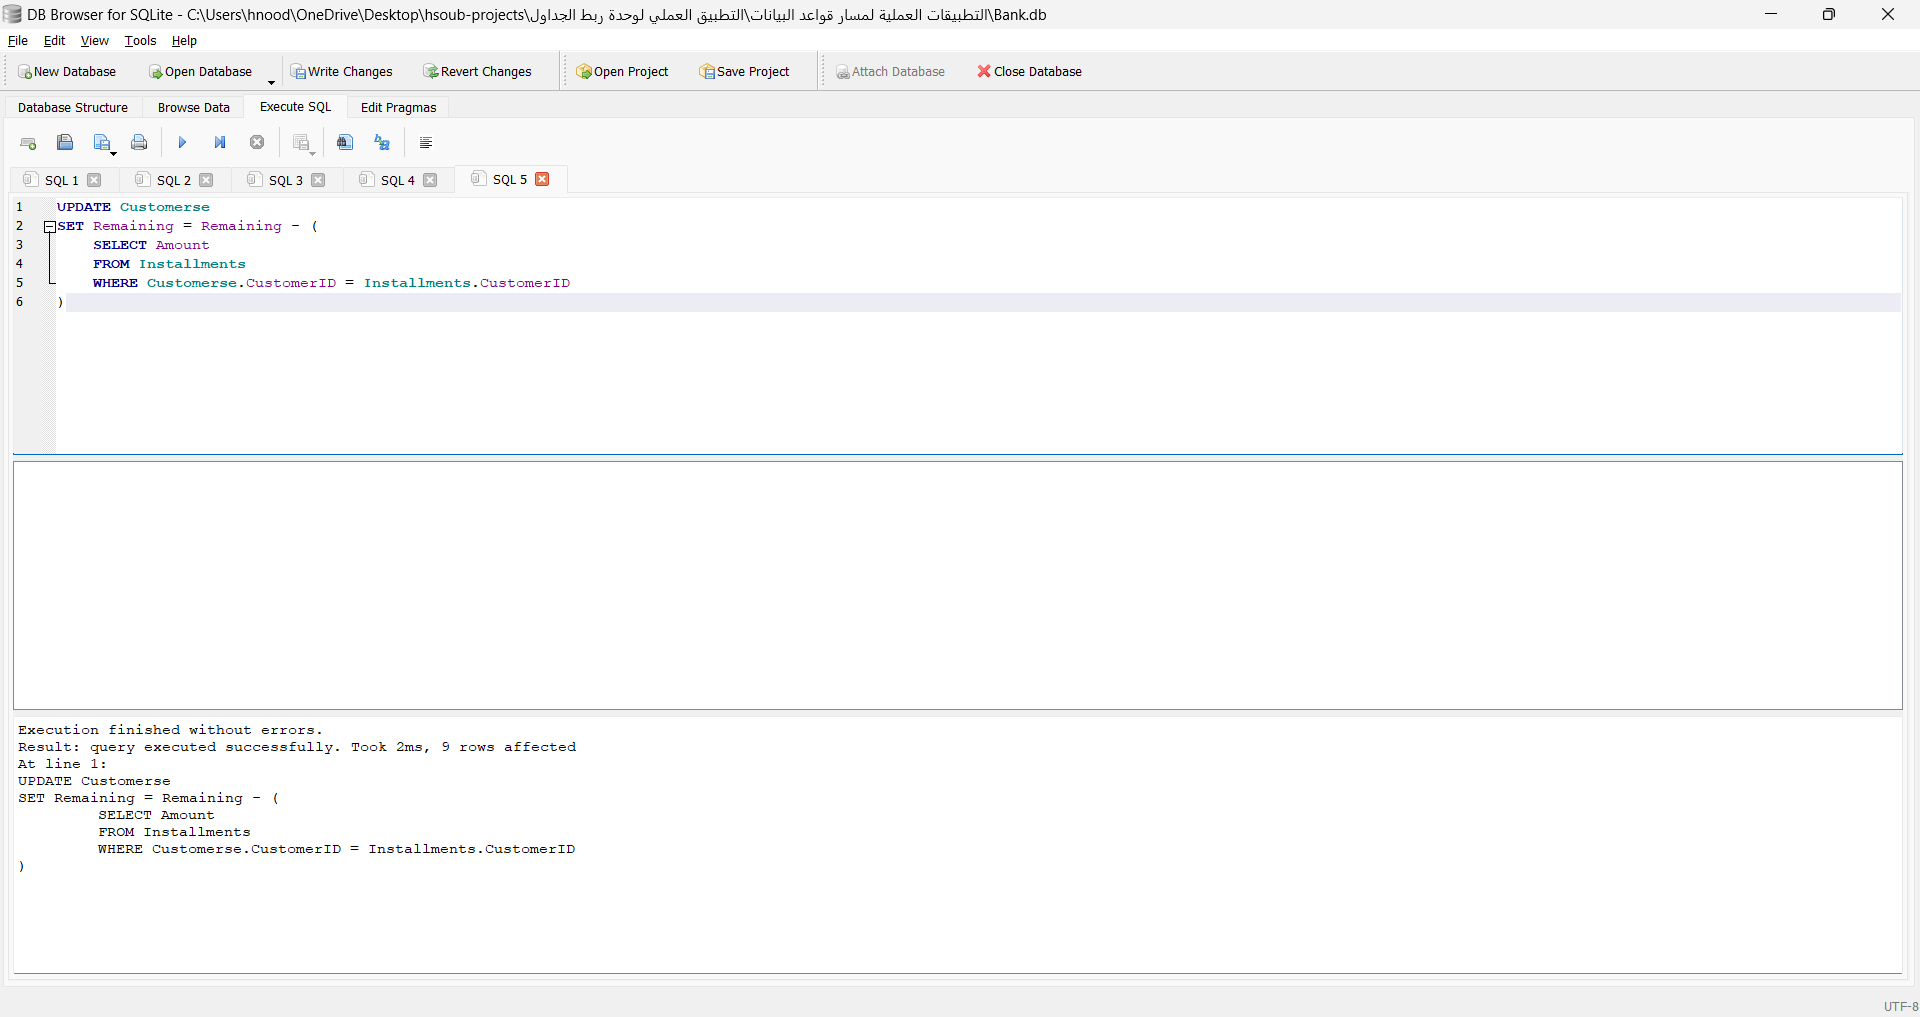 DB Browser for SQLite - C:\Users\hnood\OneDrive\Desktop\hsoub-projects\التطبيقات العملية لمسار قواعد البيانات\التطبيق العملي لوحدة ربط الجداول\Bank.db
File Edit View Tools Help
New Database Open Database Write Changes Revert Changes Open Project Save Project Attach Database Close Database
Database Structure Browse Data Execute SQL Edit Pragmas
SQL 1 SQL 2 SQL 3 SQL 4 SQL 5
1 UPDATE Customerse
2 SET Remaining = Remaining - (
3 SELECT Amount
4 FROM Installments
5 WHERE Customerse.CustomerID = Installments.CustomerID
6 )
Execution finished without errors.
Result: query executed successfully. Took 2ms, 9 rows affected
At line 1:
UPDATE Customerse
SET Remaining = Remaining - (
SELECT Amount
FROM Installments
WHERE Customerse.CustomerID = Installments.CustomerID
)
UTF-8